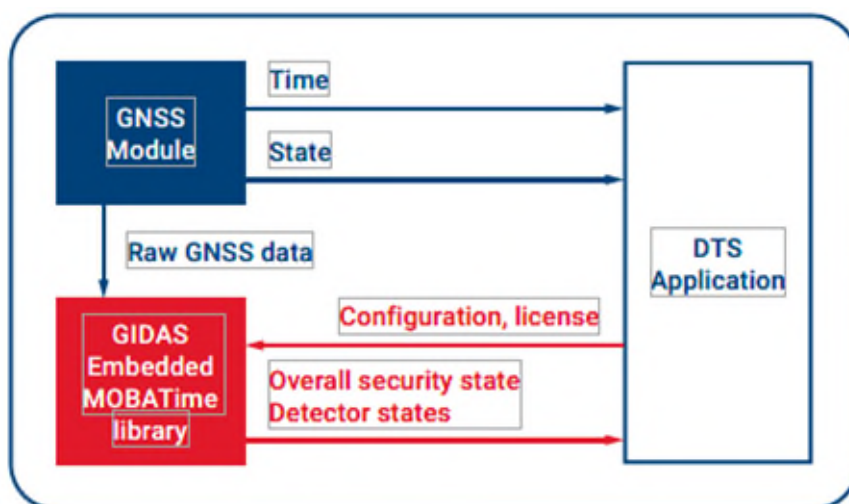 Time
GNSS
Module
State
Raw GNSS data
DTS
Application
Configuration, license
GIDAS
Embedded
MOBATime
library
Overall security state
Detector states